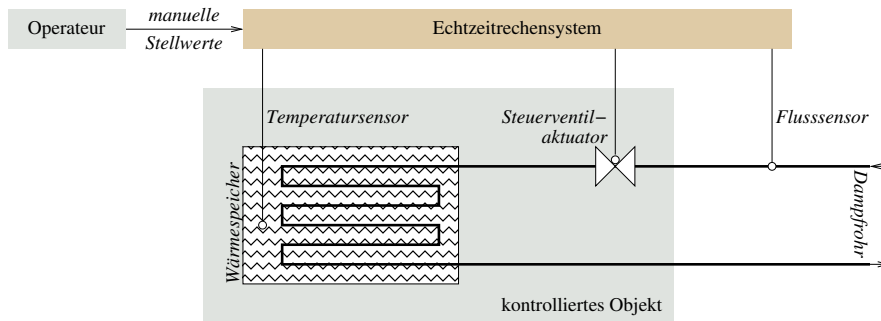 Operateur
manuelle
Stellwerte
Echtzeitrechensystem
Temperatursensor
Steuerventil–
aktuator
Flusssensor
Wärmespeicher
Dampfrohr
kontrolliertes Objekt